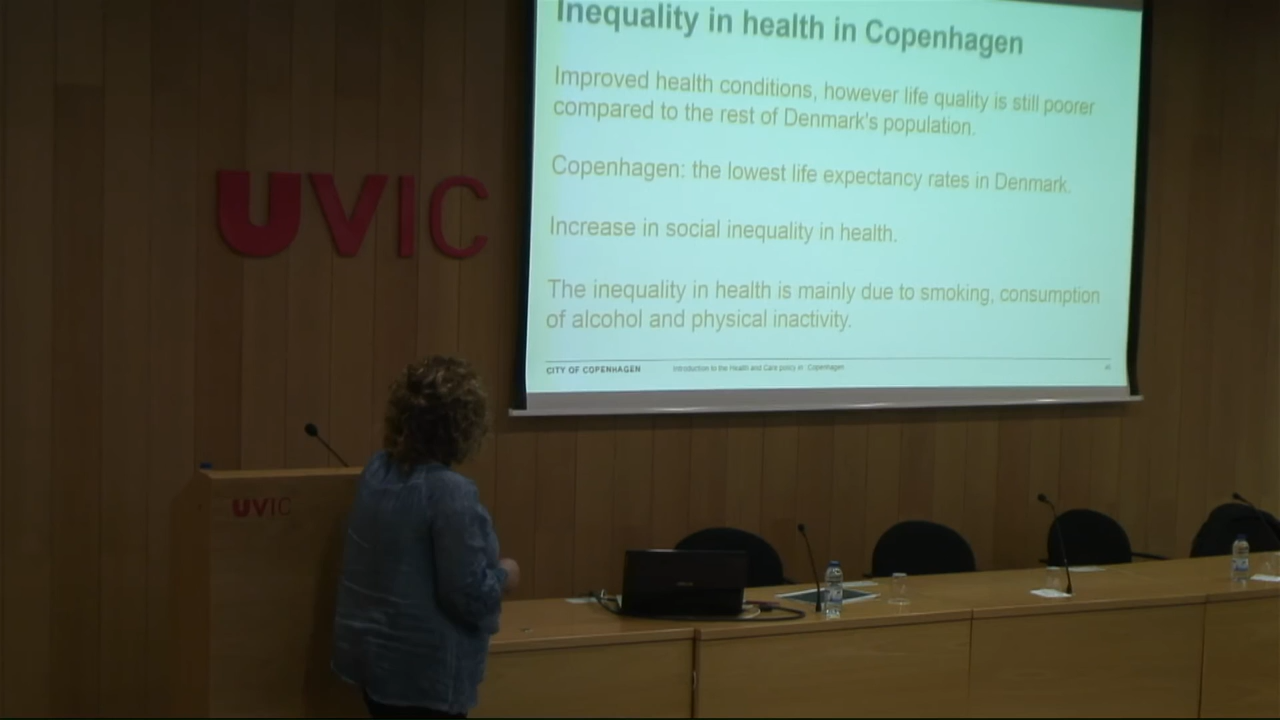 Inequality in health in Copenhagen
Improved health conditions, however life quality is still poorer
compared to the rest of Denmark's population.
Copenhagen: the lowest life expectancy rates in Denmark.
Increase in social inequality in health.
The inequality in health is mainly due to smoking, consumption
of alcohol and physical inactivity.
CITY OF COPENHAGEN
Introduction to the Health and Care policy in Copenhagen
UVIC
UVIC